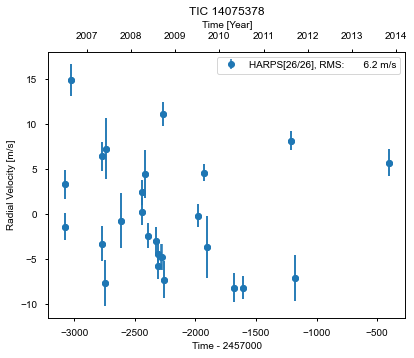 TIC 14075378
Time [Year]
2007 2008 2009 2010 2011 2012 2013 2014
HARPS[26/26], RMS: 6.2 m/s
Radial Velocity [m/s]
15
10
5
0
−5
−10
−3000 −2500 −2000 −1500 −1000 −500
Time - 2457000